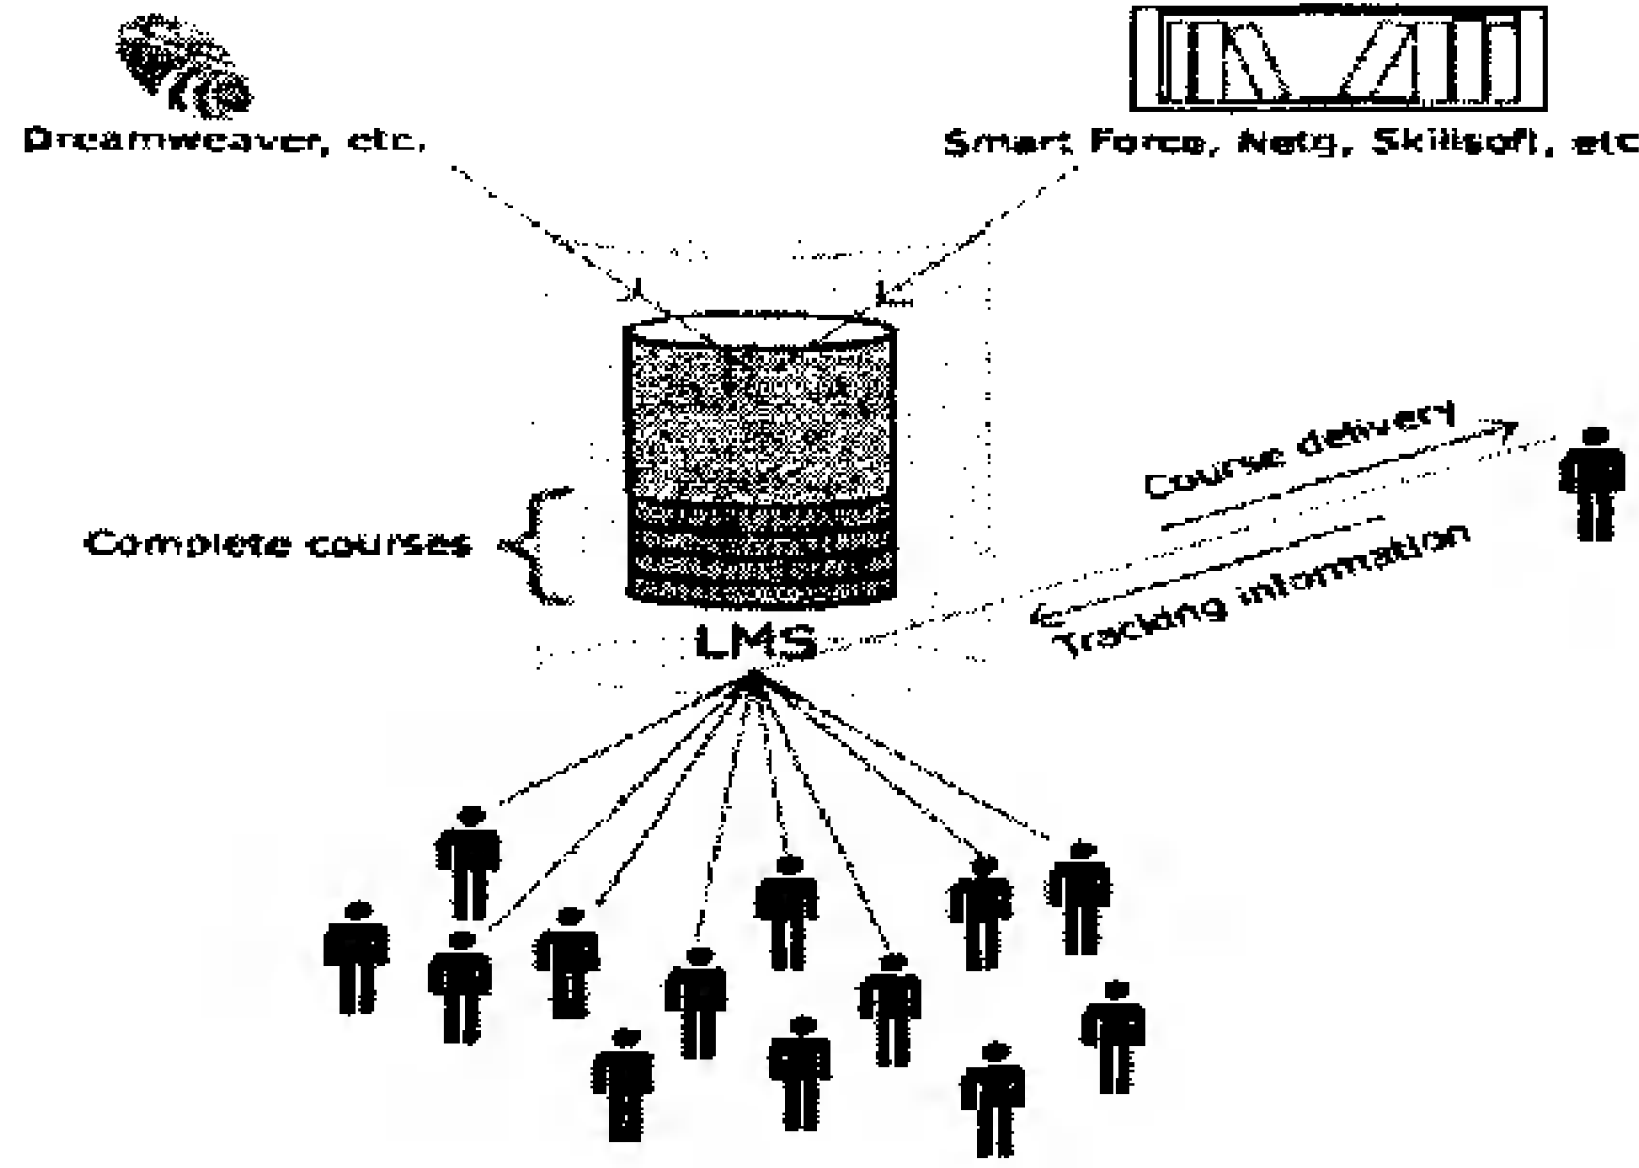 Dreamweaver, etc.
Smart Force, Netg, Skillsoft, etc
Course delivery
Complete courses
Tracking information
LMS